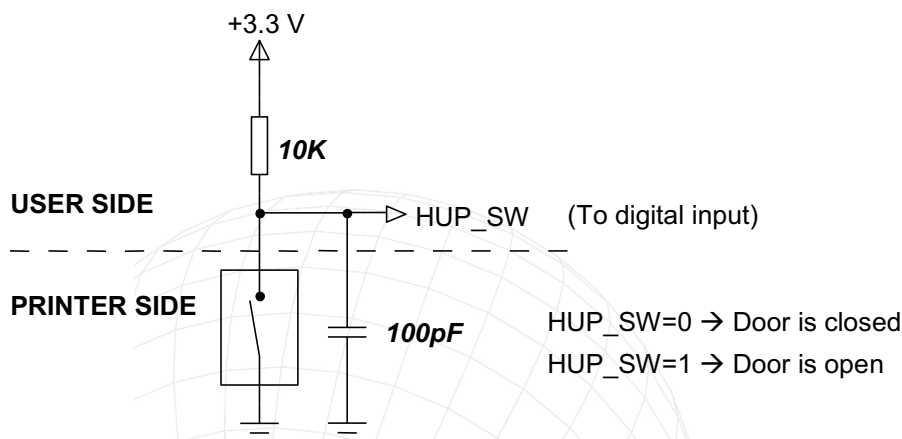 +3.3 V
10K
USER SIDE
HUP_SW (To digital input)
PRINTER SIDE
100pF
HUP_SW=0 → Door is closed
HUP_SW=1 → Door is open